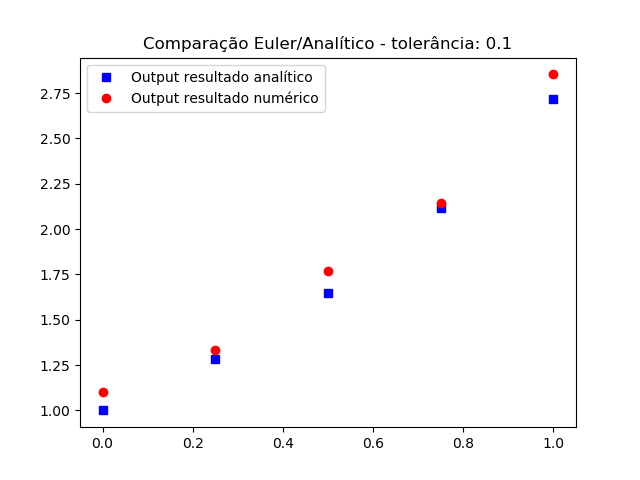 Comparação Euler/Analítico - tolerância: 0.1
Output resultado analítico
Output resultado numérico
2.75
2.50
2.25
2.00
1.75
1.50
1.25
1.00
0.0 0.2 0.4 0.6 0.8 1.0